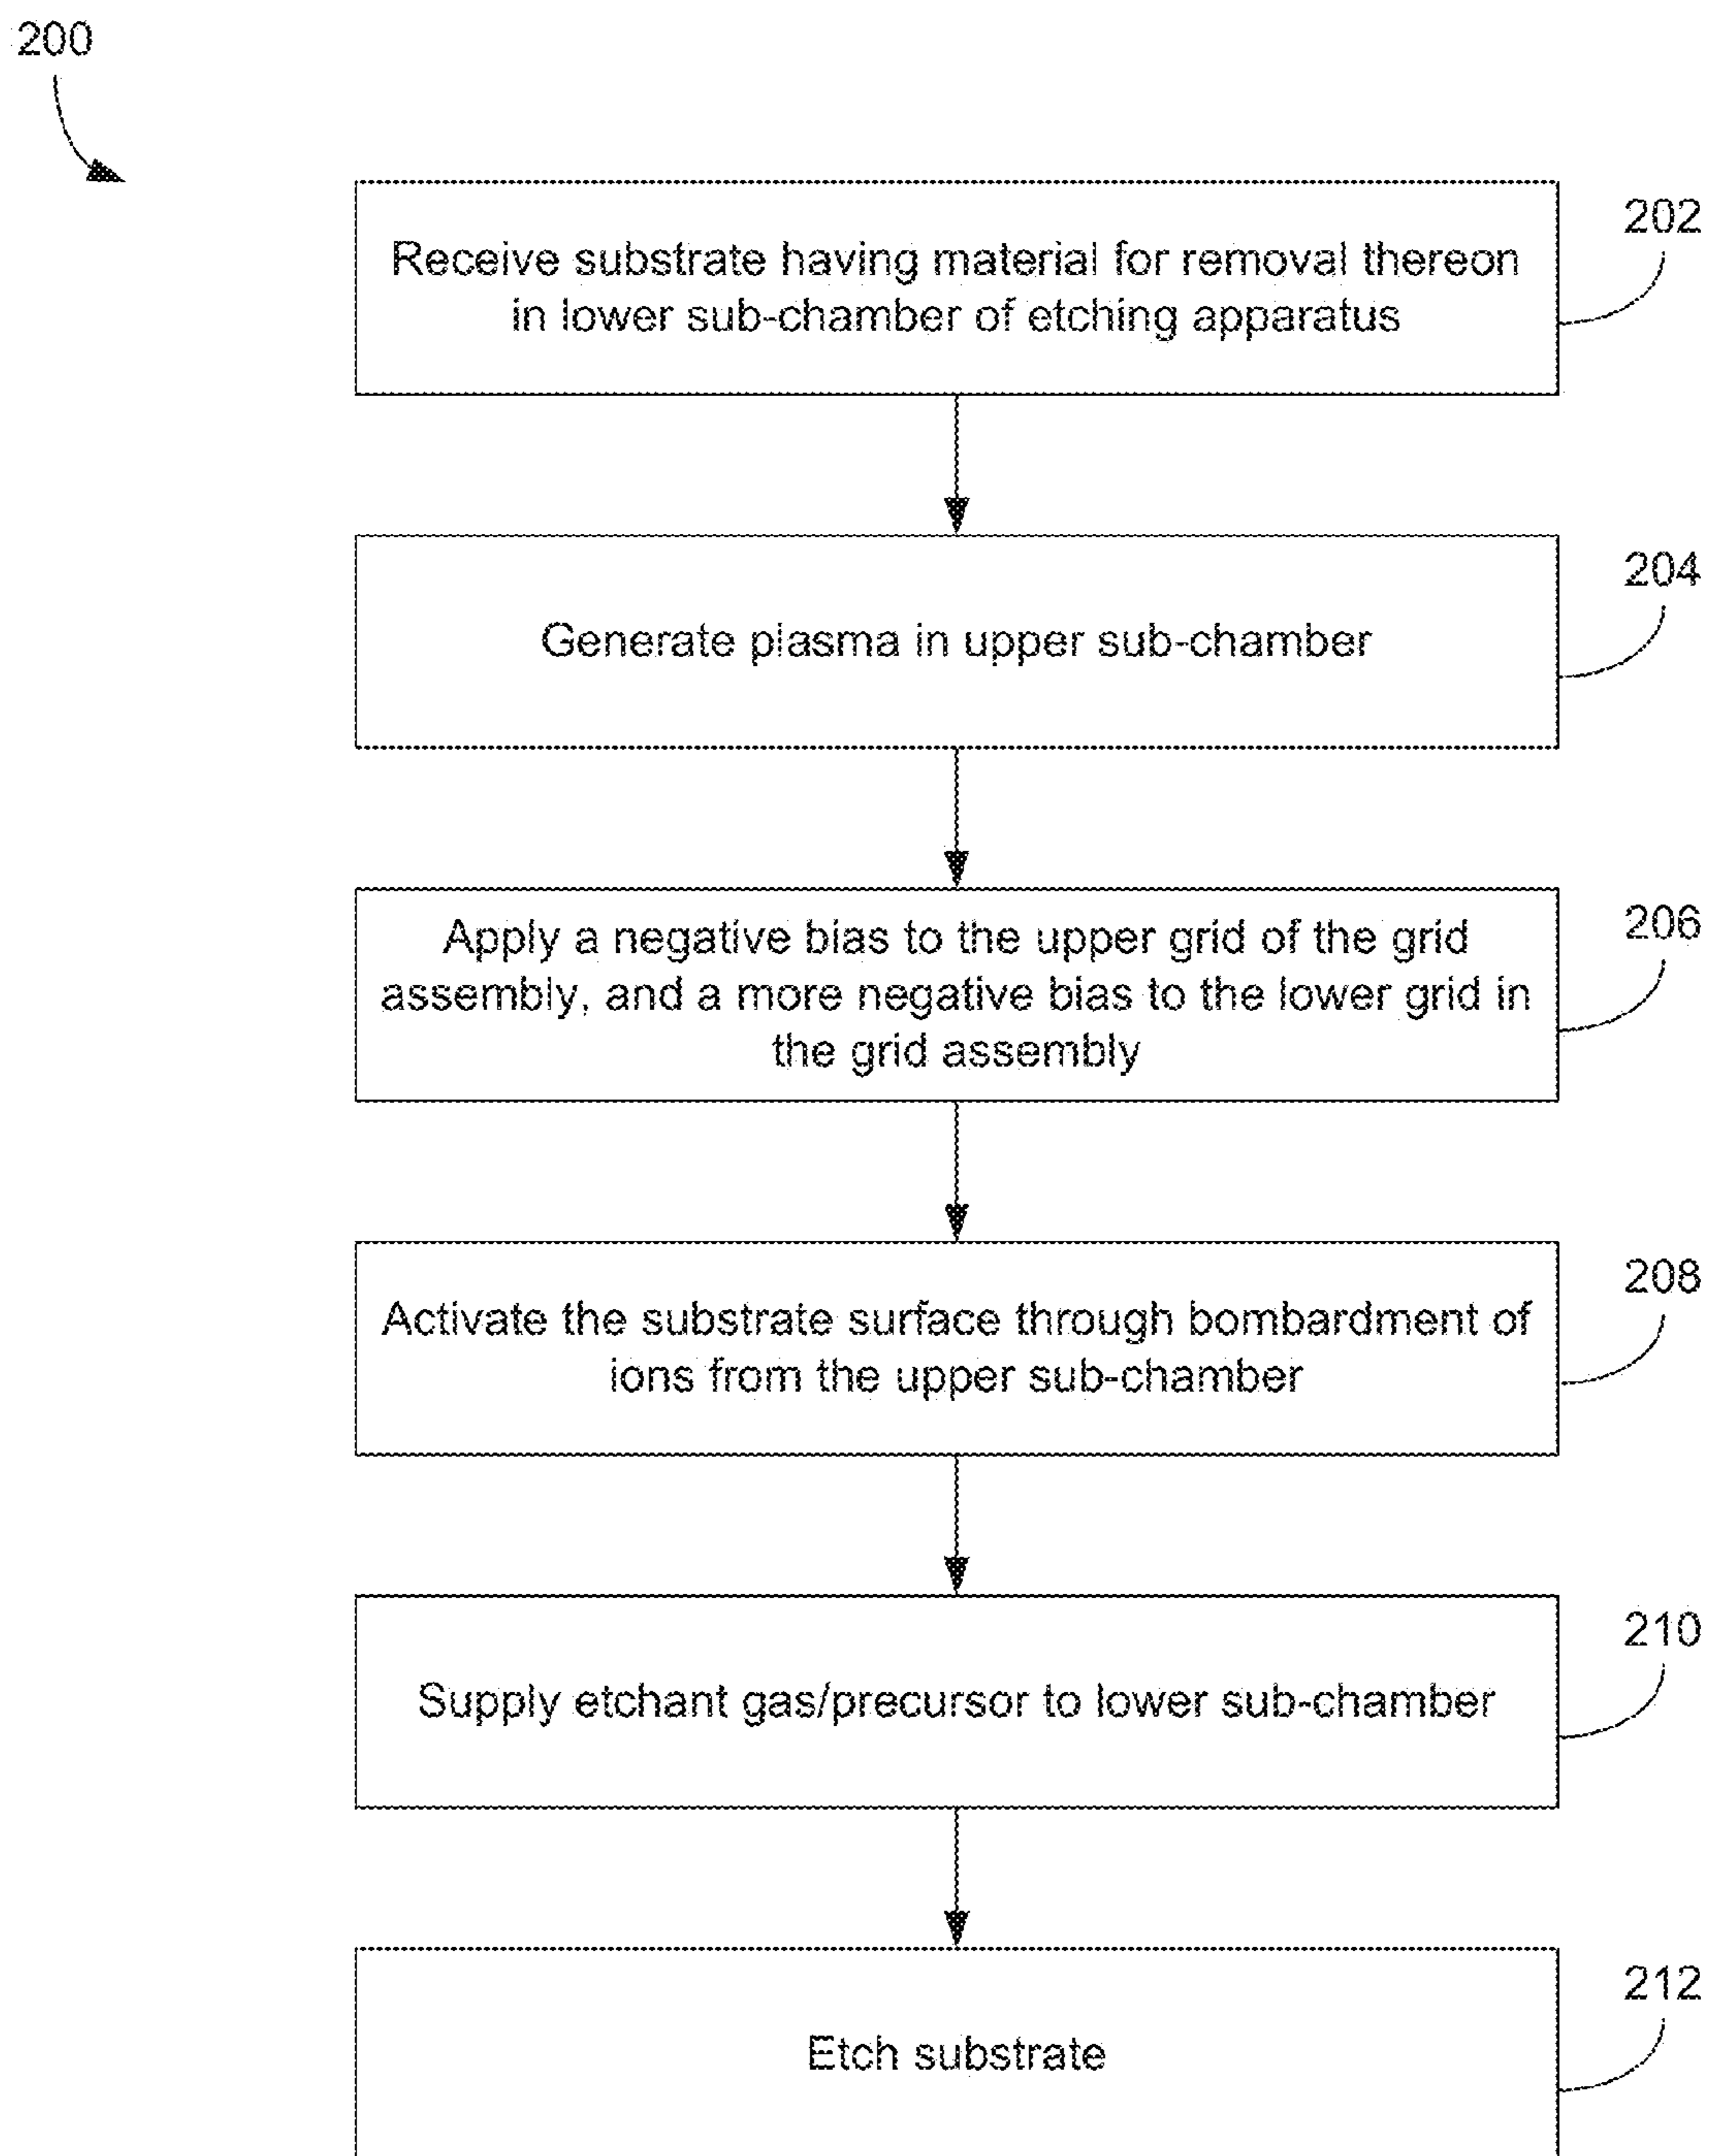 200
Receive substrate having material for removal thereon
in lower sub-chamber of etching apparatus
202
Generate plasma in upper sub-chamber
204
Apply a negative bias to the upper grid of the grid
assembly, and a more negative bias to the lower grid in
the grid assembly
206
Activate the substrate surface through bombardment of
ions from the upper sub-chamber
208
Supply etchant gas/precursor to lower sub-chamber
210
Etch substrate
212